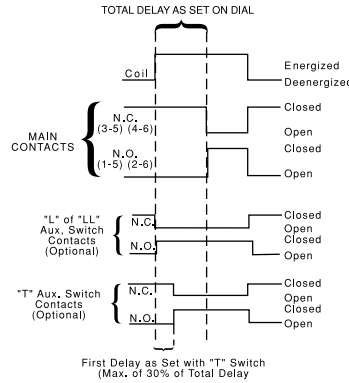 TOTAL DELAY AS SET ON DIAL
Coil
Energized
Deenergized
MAIN
CONTACTS
N.C.
(3-5) (4-6)
Closed
Open
N.O.
(1-5) (2-6)
Closed
Open
"L" of "LL"
Aux, Switch
Contacts
(Optional)
N.C.
Closed
Open
N.O.
Closed
Open
"T" Aux. Switch
Contacts
(Optional)
N.C.
Closed
Open
N.O.
Closed
Open
First Delay as Set with "T" Switch
(Max. of 30% of Total Delay